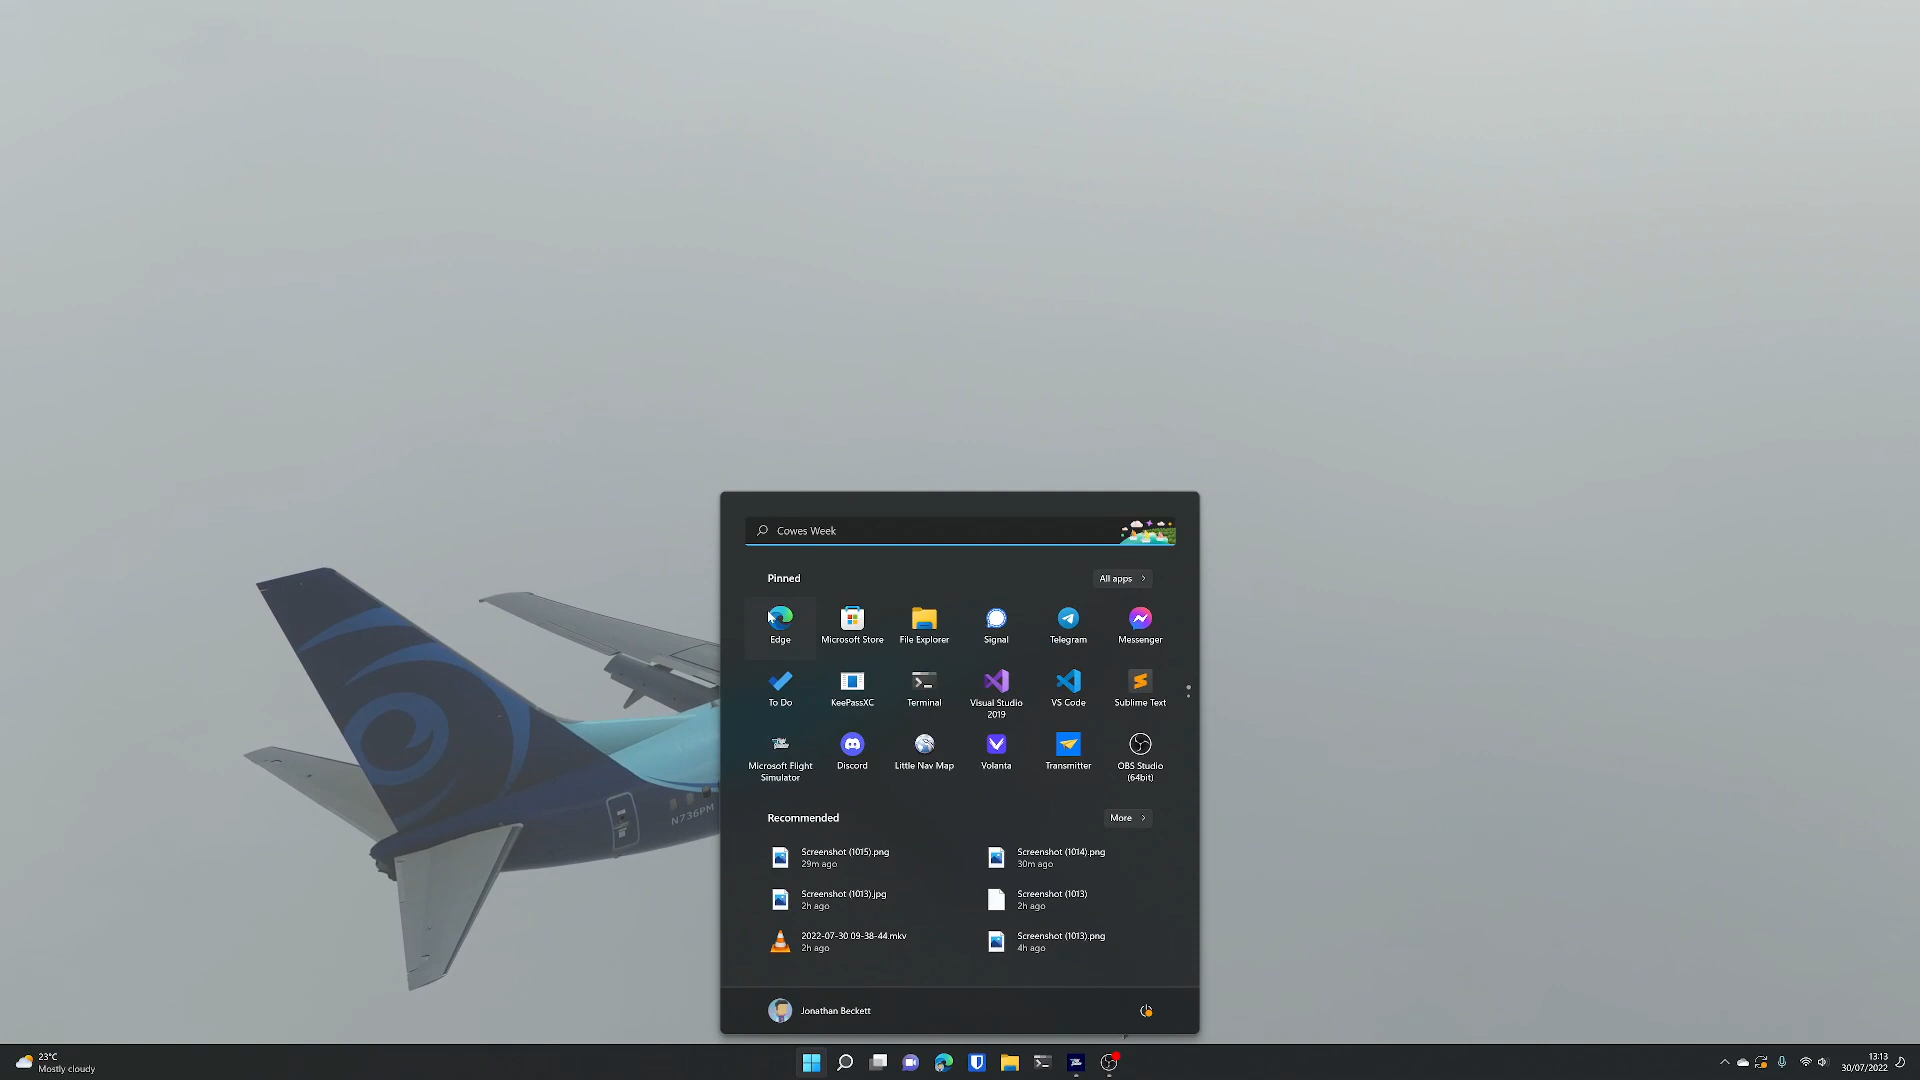 Cowes Week
Pinned
All apps
Edge
Microsoft Store
File Explorer
Signal
Telegram
Messenger
To Do
KeePassXC
Terminal
Visual Studio
2019
VS Code
Sublime Text
Microsoft Flight
Simulator
Discord
Little Nav Map
Volanta
Transmitter
OBS Studio
(64bit)
N736PM
Recommended
More
Screenshot (1015).png
29m ago
Screenshot (1014).png
30m ago
Screenshot (1013).jpg
2h ago
Screenshot (1013)
2h ago
2022-07-30 09-38-44.mkv
2h ago
Screenshot (1013).png
4h ago
Jonathan Beckett
23°C
Mostly cloudy
13:13
30/07/2022